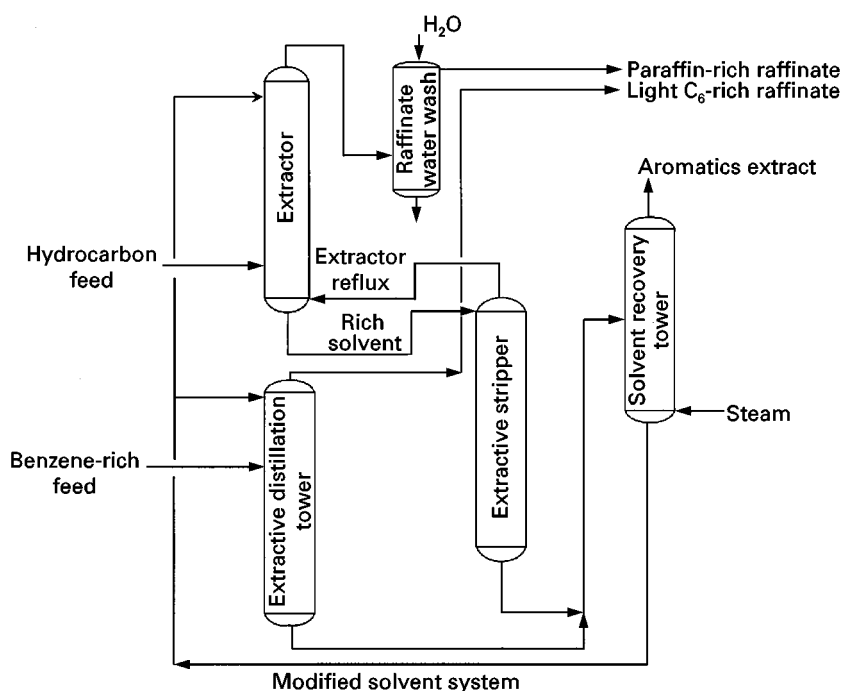 H₂O
Paraffin-rich raffinate
Light C₆-rich raffinate
Raffinate
water wash
Extractor
Aromatics extract
Hydrocarbon
feed
Extractor
reflux
Rich
solvent
Solvent recovery
tower
Extractive stripper
Steam
Extractive distillation
tower
Benzene-rich
feed
Modified solvent system